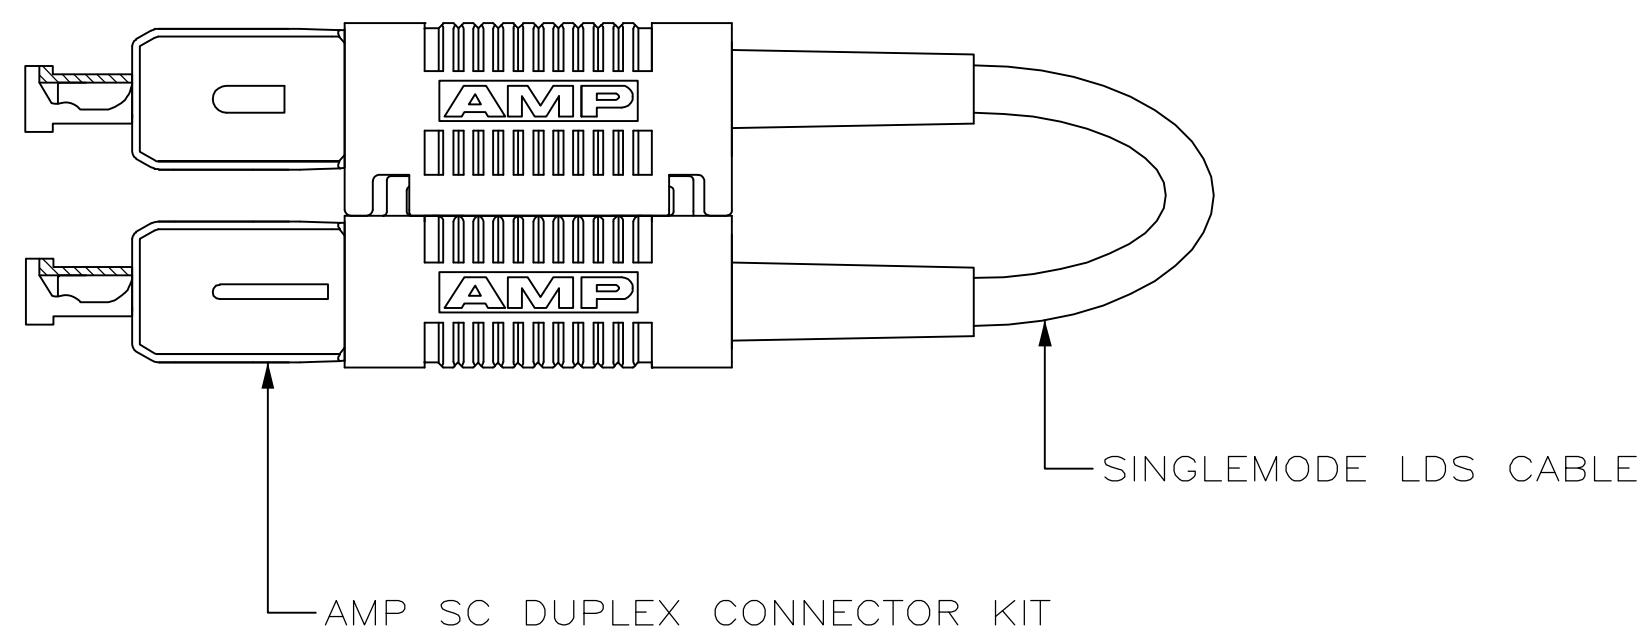 AMP
AMP
SINGLEMODE LDS CABLE
AMP SC DUPLEX CONNECTOR KIT